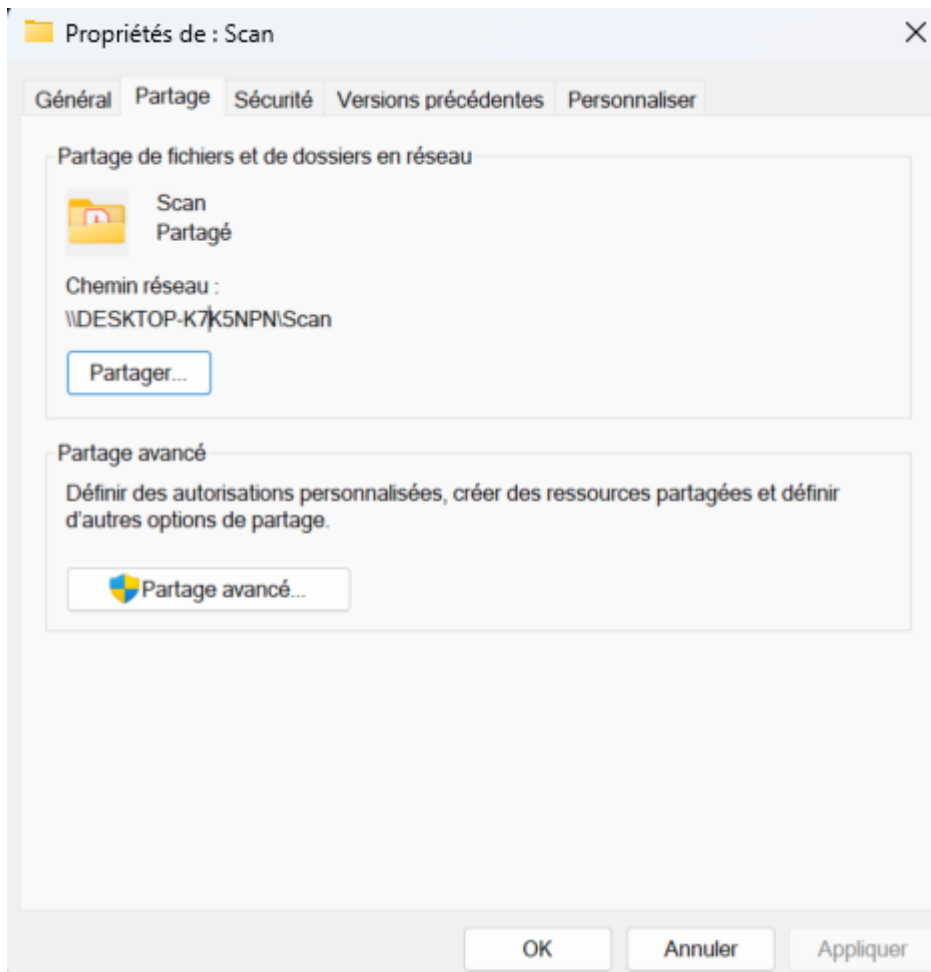 Propriétés de : Scan
Général Partage Sécurité Versions précédentes Personnaliser
Partage de fichiers et de dossiers en réseau
Scan
Partagé
Chemin réseau :
\\DESKTOP-K7K5NPN\Scan
Partager...
Partage avancé
Définir des autorisations personnalisées, créer des ressources partagées et définir
d'autres options de partage.
Partage avancé...
OK Annuler Appliquer